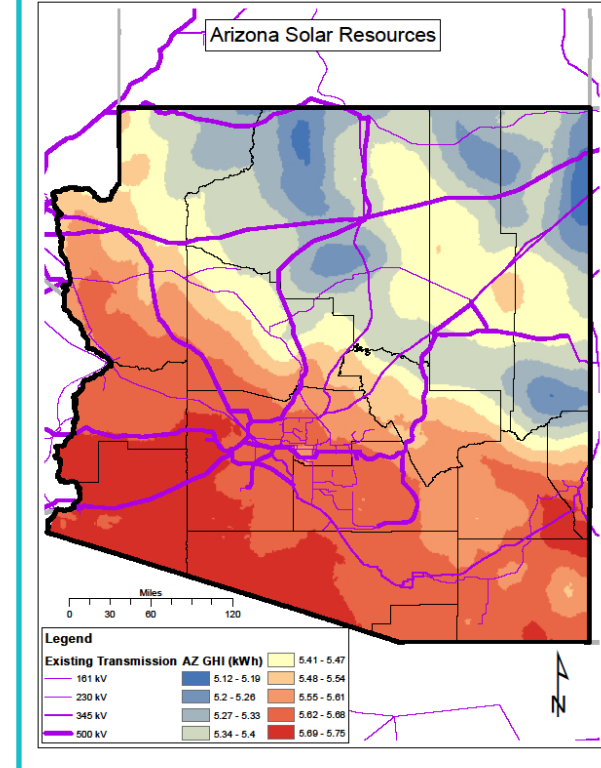 Arizona Solar Resources
Miles
0 30 60 120
Legend
Existing Transmission AZ GHI (kWh)
161 kV
230 kV
345 kV
500 kV
5.12 - 5.19
5.2 - 5.26
5.27 - 5.33
5.34 - 5.4
5.41 - 5.47
5.48 - 5.54
5.55 - 5.61
5.62 - 5.68
5.69 - 5.75
N